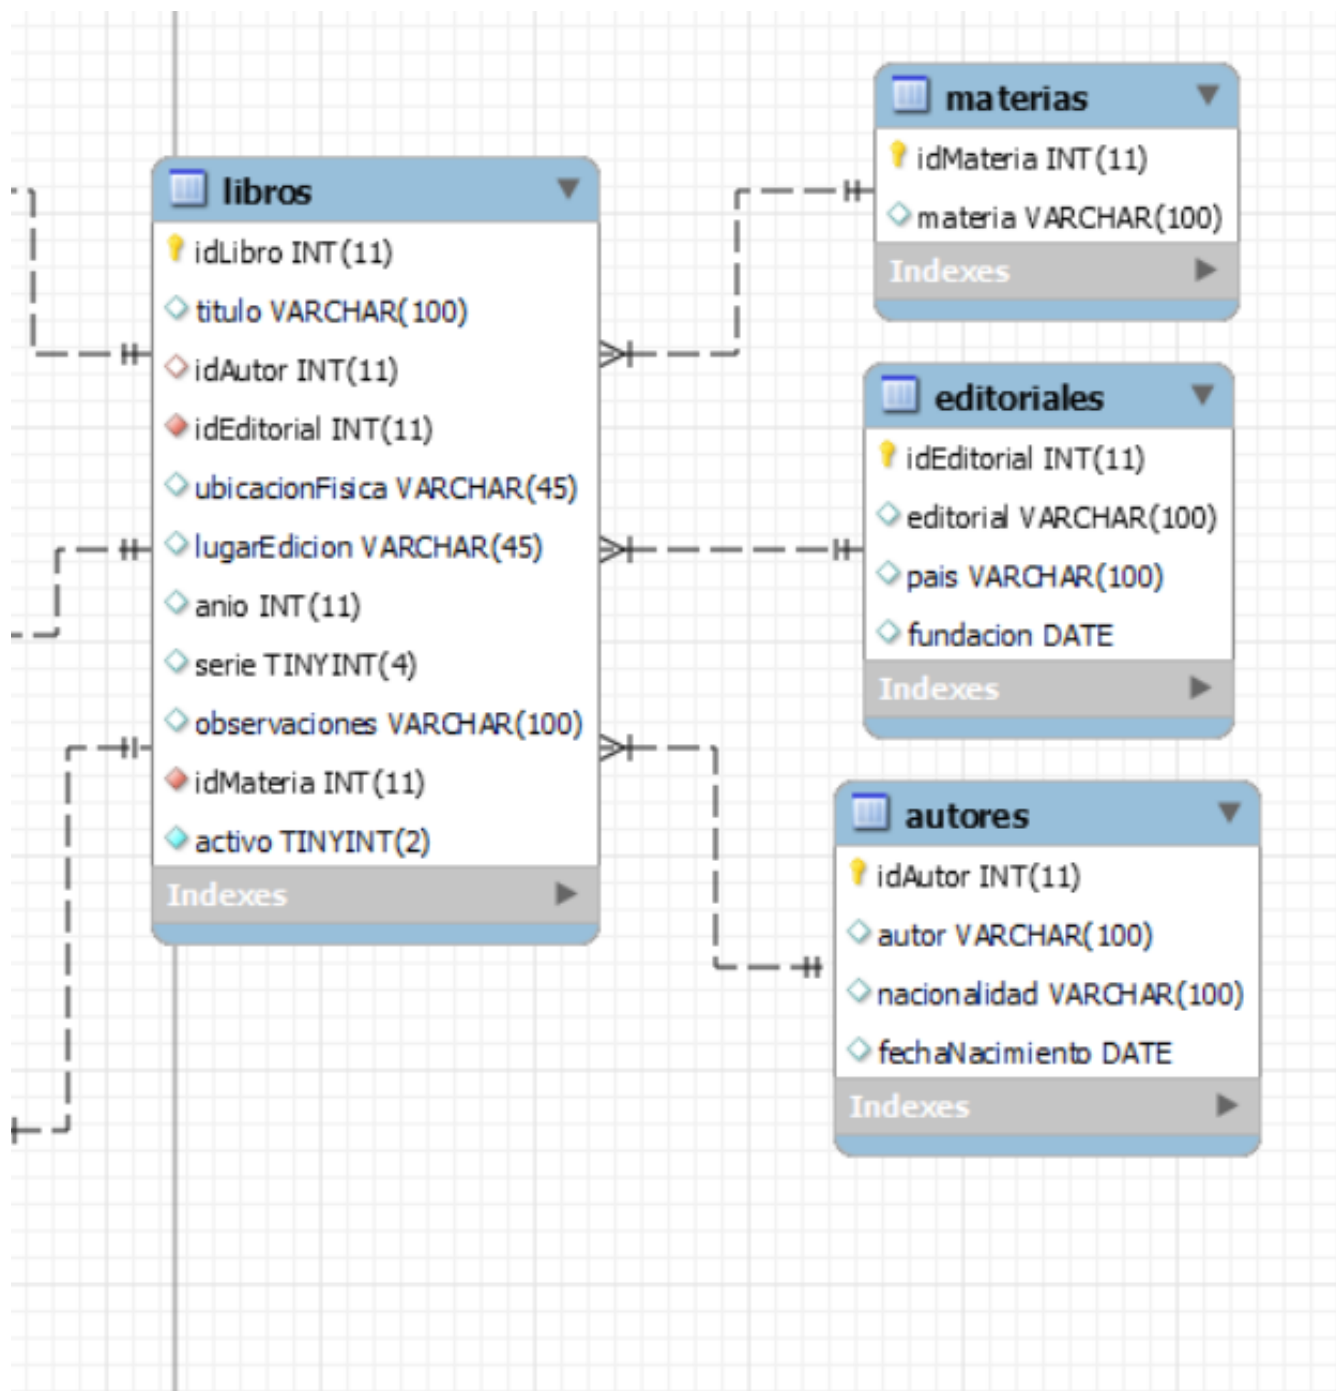 libros
idLibro INT(11)
titulo VARCHAR(100)
idAutor INT(11)
idEditorial INT(11)
ubicacionFisica VARCHAR(45)
lugarEdicion VARCHAR(45)
anio INT(11)
serie TINYINT(4)
observaciones VARCHAR(100)
idMateria INT(11)
activo TINYINT(2)
Indexes
materias
idMateria INT(11)
materia VARCHAR(100)
Indexes
editoriales
idEditorial INT(11)
editorial VARCHAR(100)
pais VARCHAR(100)
fundacion DATE
Indexes
autores
idAutor INT(11)
autor VARCHAR(100)
nacionalidad VARCHAR(100)
fechaNacimiento DATE
Indexes